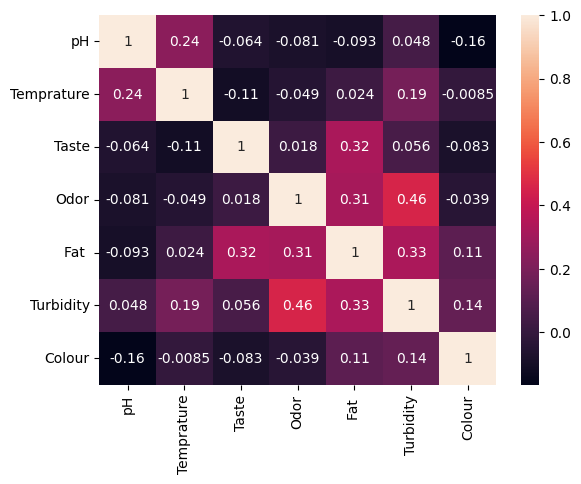 pH 1 0.24 -0.064 -0.081 -0.093 0.048 -0.16
Temprature 0.24 1 -0.11 -0.049 0.024 0.19 -0.0085
Taste -0.064 -0.11 1 0.018 0.32 0.056 -0.083
Odor -0.081 -0.049 0.018 1 0.31 0.46 -0.039
Fat -0.093 0.024 0.32 0.31 1 0.33 0.11
Turbidity 0.048 0.19 0.056 0.46 0.33 1 0.14
Colour -0.16 -0.0085 -0.083 -0.039 0.11 0.14 1
pH Temprature Taste Odor Fat Turbidity Colour
1.0
0.8
0.6
0.4
0.2
0.0